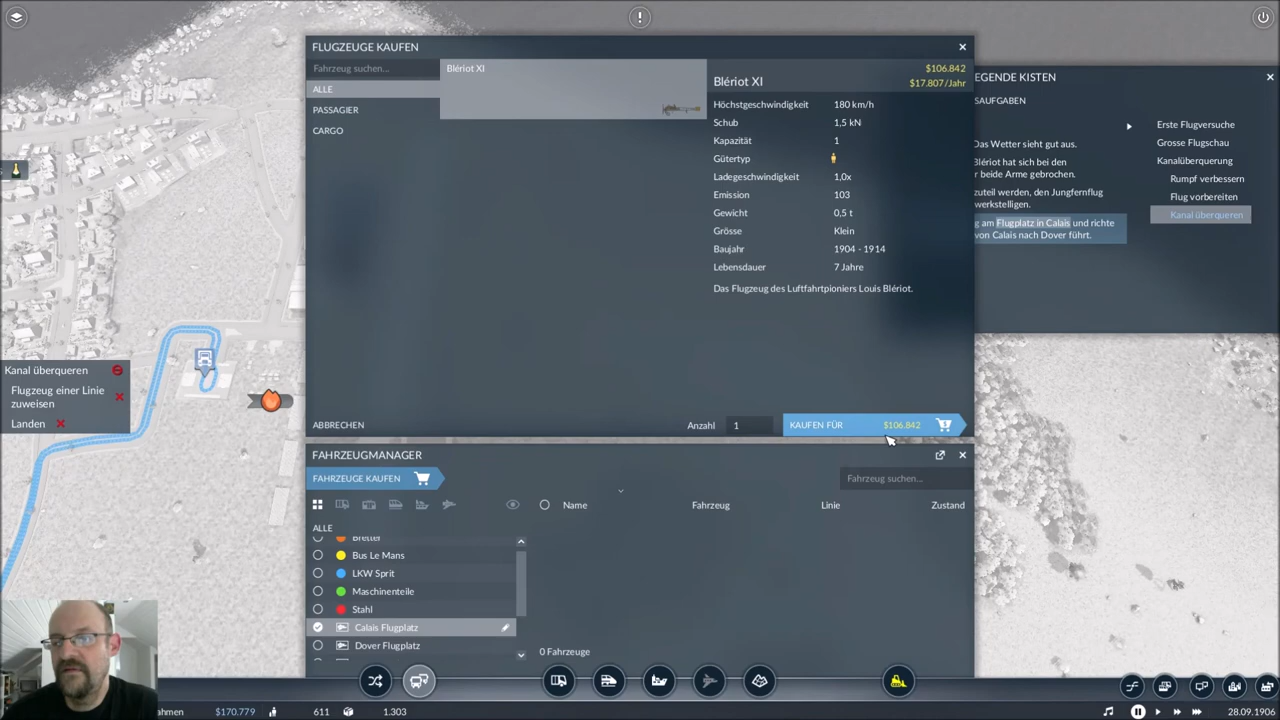 FLUGZEUGE KAUFEN
Fahrzeug suchen...
ALLE
PASSAGIER
CARGO
Blériot XI
$106.842
Blériot XI
$17.807/Jahr
Höchstgeschwindigkeit 180 km/h
Schub 1,5 kN
Kapazität 1
Gütertyp
Ladegeschwindigkeit 1,0x
Emission 103
Gewicht 0,5 t
Grösse Klein
Baujahr 1904 - 1914
Lebensdauer 7 Jahre
Das Flugzeug des Luftfahrtpioniers Louis Blériot.
ABBRECHEN
Anzahl 1
KAUFEN FÜR $106.842
EGENDE KISTEN
SAUFGABEN
Das Wetter sieht gut aus.
Blériot hat sich bei den
r beide Arme gebrochen.
zuteil werden, den Jungfernflug
werkstelligen.
g am Flugplatz in Calais und richte
von Calais nach Dover führt.
Erste Flugversuche
Grosse Flugschau
Kanalüberquerung
Rumpf verbessern
Flug vorbereiten
Kanal überqueren
Kanal überqueren
Flugzeug einer Linie
zuweisen
Landen
FAHRZEUGMANAGER
FAHRZEUGE KAUFEN
Fahrzeug suchen...
Name Fahrzeug Linie Zustand
ALLE
Bretter
Bus Le Mans
LKW Sprit
Maschinenteile
Stahl
Calais Flugplatz
Dover Flugplatz
0 Fahrzeuge
ahmen $170.779 611 1.303
28.09.1906